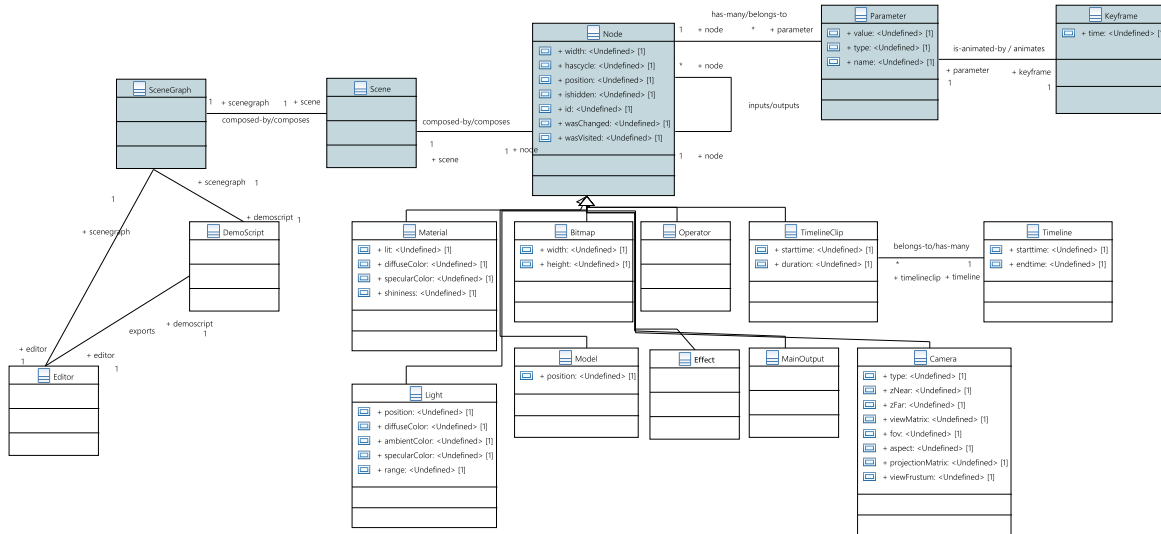 Node
+ width: <Undefined> [1]
+ hascycle: <Undefined> [1]
+ position: <Undefined> [1]
+ ishidden: <Undefined> [1]
+ id: <Undefined> [1]
+ wasChanged: <Undefined> [1]
+ wasVisited: <Undefined> [1]
has-many/belongs-to
1 + node
* + parameter
Parameter
+ value: <Undefined> [1]
+ type: <Undefined> [1]
+ name: <Undefined> [1]
is-animated-by / animates
+ parameter
1
+ keyframe
1
Keyframe
+ time: <Undefined> [1]
* + node
inputs/outputs
1 + node
SceneGraph
1 + scenegraph
1 + scene
composed-by/composes
Scene
composed-by/composes
1
+ scene
1 + node
+ scenegraph 1
1
+ scenegraph
+ demoscript 1
DemoScript
exports
+ demoscript
1
+ editor
1
+ editor
1
Editor
Material
+ lit: <Undefined> [1]
+ diffuseColor: <Undefined> [1]
+ specularColor: <Undefined> [1]
+ shininess: <Undefined> [1]
Bitmap
+ width: <Undefined> [1]
+ height: <Undefined> [1]
Operator
TimelineClip
+ starttime: <Undefined> [1]
+ duration: <Undefined> [1]
belongs-to/has-many
*
1
+ timelineclip
+ timeline
Timeline
+ starttime: <Undefined> [1]
+ endtime: <Undefined> [1]
Light
+ position: <Undefined> [1]
+ diffuseColor: <Undefined> [1]
+ ambientColor: <Undefined> [1]
+ specularColor: <Undefined> [1]
+ range: <Undefined> [1]
Model
+ position: <Undefined> [1]
Effect
MainOutput
Camera
+ type: <Undefined> [1]
+ zNear: <Undefined> [1]
+ zFar: <Undefined> [1]
+ viewMatrix: <Undefined> [1]
+ fov: <Undefined> [1]
+ aspect: <Undefined> [1]
+ projectionMatrix: <Undefined> [1]
+ viewFrustum: <Undefined> [1]